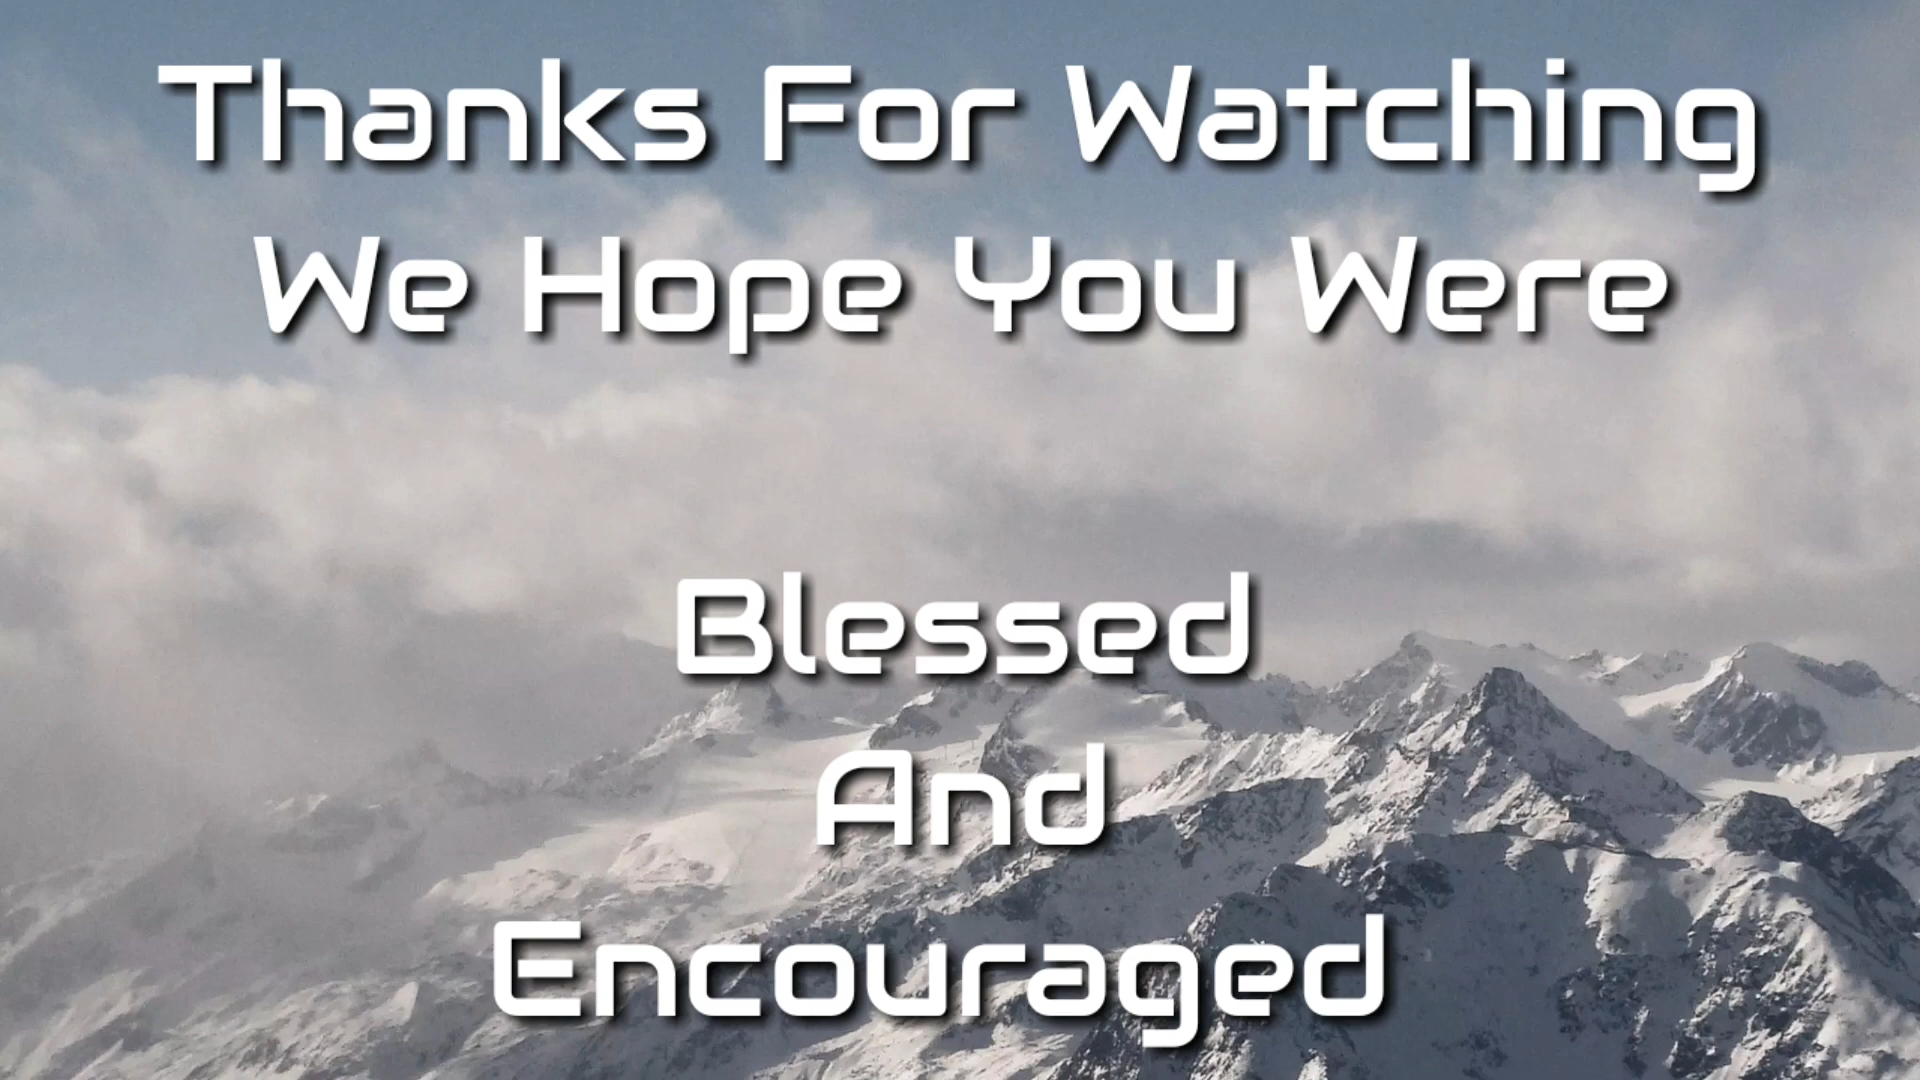 Thanks For Watching
We Hope You Were
Blessed
And
Encouraged